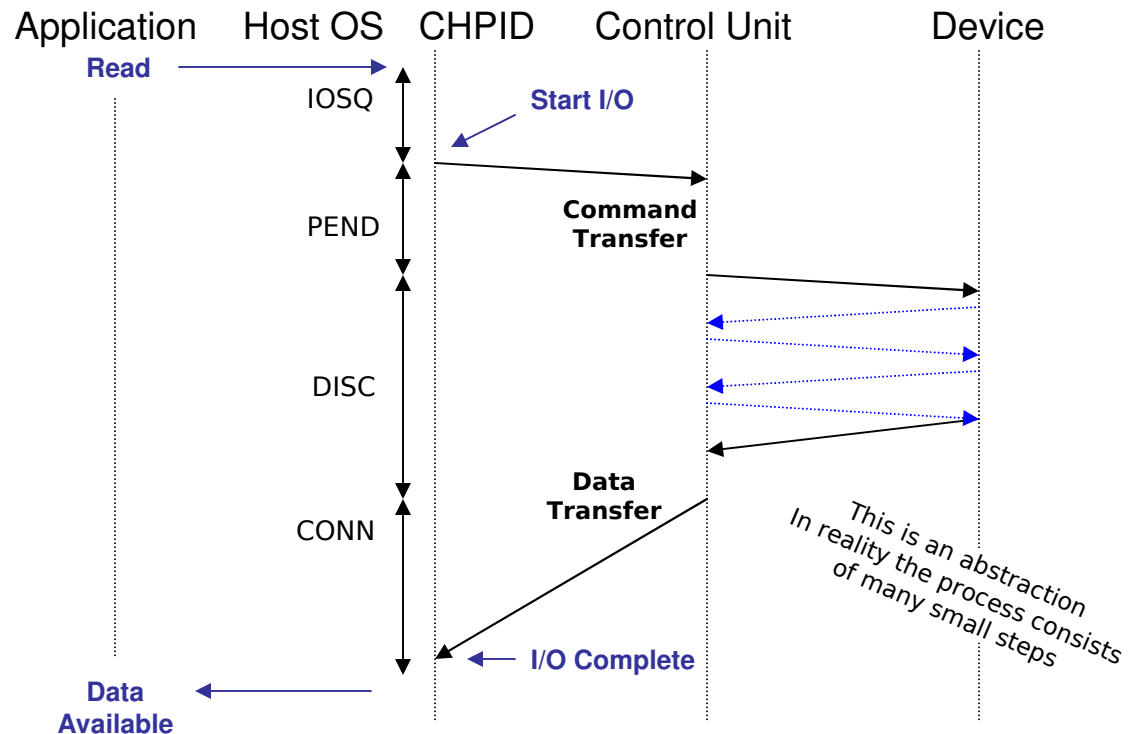 Application Host OS CHPID Control Unit Device
Read
IOSQ
Start I/O
PEND
Command
Transfer
DISC
Data
Transfer
CONN
This is an abstraction
In reality the process consists
of many small steps
I/O Complete
Data
Available